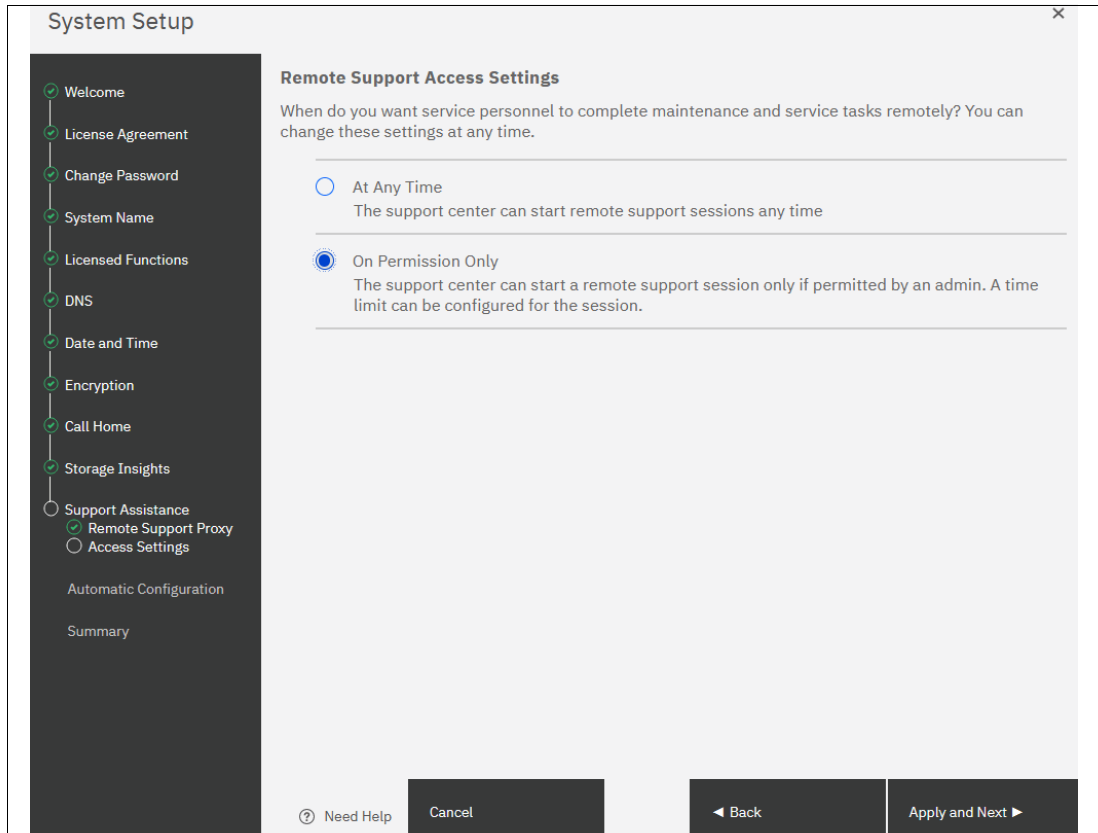 System Setup
Welcome
License Agreement
Change Password
System Name
Licensed Functions
DNS
Date and Time
Encryption
Call Home
Storage Insights
Support Assistance
Remote Support Proxy
Access Settings
Automatic Configuration
Summary
Remote Support Access Settings
When do you want service personnel to complete maintenance and service tasks remotely? You can
change these settings at any time.
At Any Time
The support center can start remote support sessions any time
On Permission Only
The support center can start a remote support session only if permitted by an admin. A time
limit can be configured for the session.
Need Help
Cancel
Back
Apply and Next